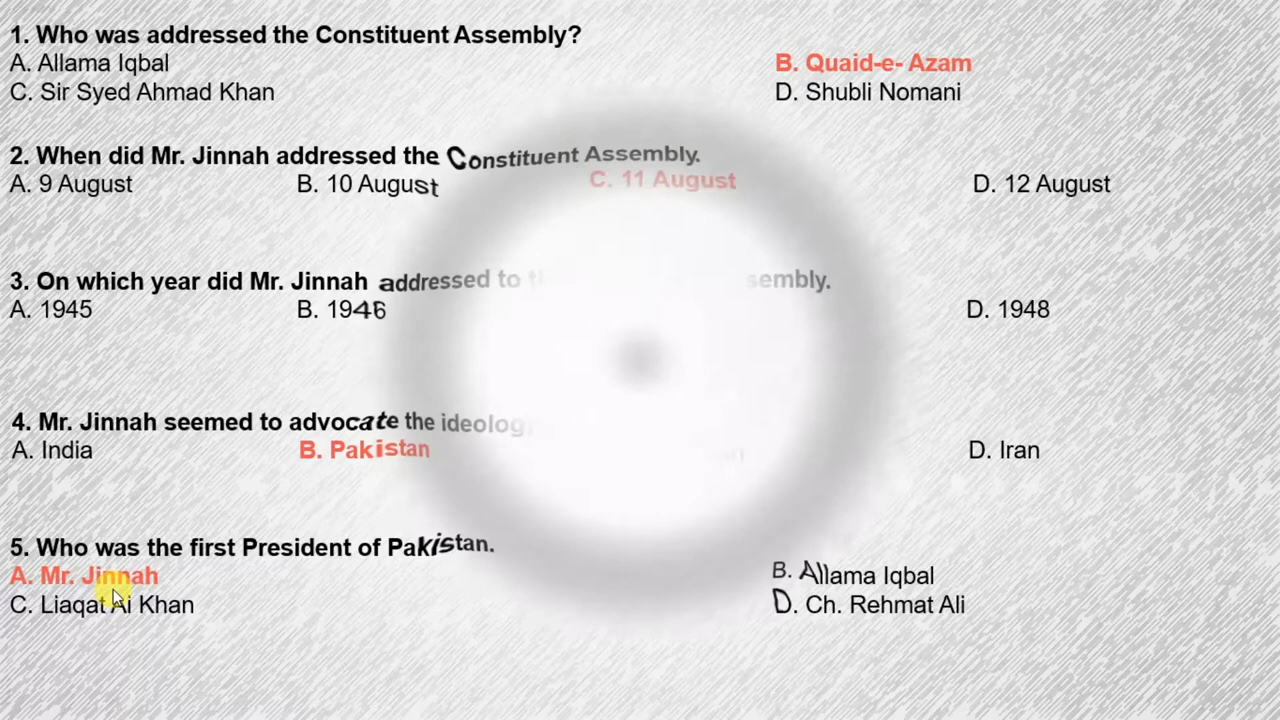 1. Who was addressed the Constituent Assembly?
A. Allama Iqbal B. Quaid-e- Azam
C. Sir Syed Ahmad Khan D. Shubli Nomani
2. When did Mr. Jinnah addressed the Constituent Assembly.
A. 9 August B. 10 August C. 11 August D. 12 August
3. On which year did Mr. Jinnah addressed to
A. 1945 B. 1946 D. 1948
4. Mr. Jinnah seemed to advocate the
A. India B. Pakistan D. Iran
5. Who was the first President of Pakistan.
A. Mr. Jinnah B. Allama Iqbal
C. Liaqat Ai Khan D. Ch. Rehmat Ali